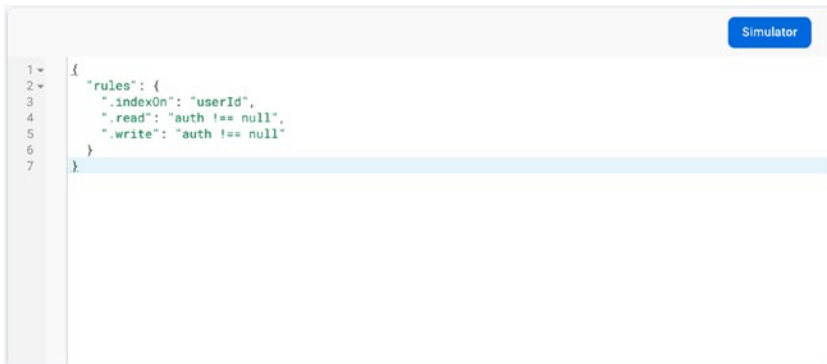 Simulator
1 {
2 "rules": {
3 ".indexOn": "userId",
4 ".read": "auth !== null",
5 ".write": "auth !== null"
6 }
7 }